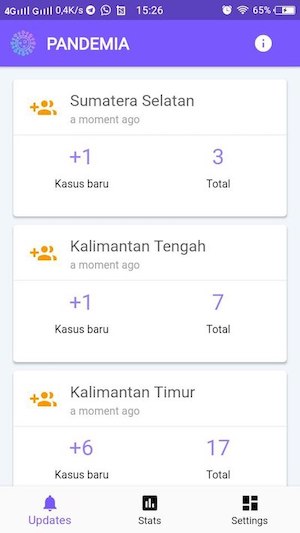 4G G 0,4K/s 15:26 65%
PANDEMIA
Sumatera Selatan
a moment ago
+1 3
Kasus baru Total
Kalimantan Tengah
a moment ago
+1 7
Kasus baru Total
Kalimantan Timur
a moment ago
+6 17
Kasus baru Total
Updates Stats Settings